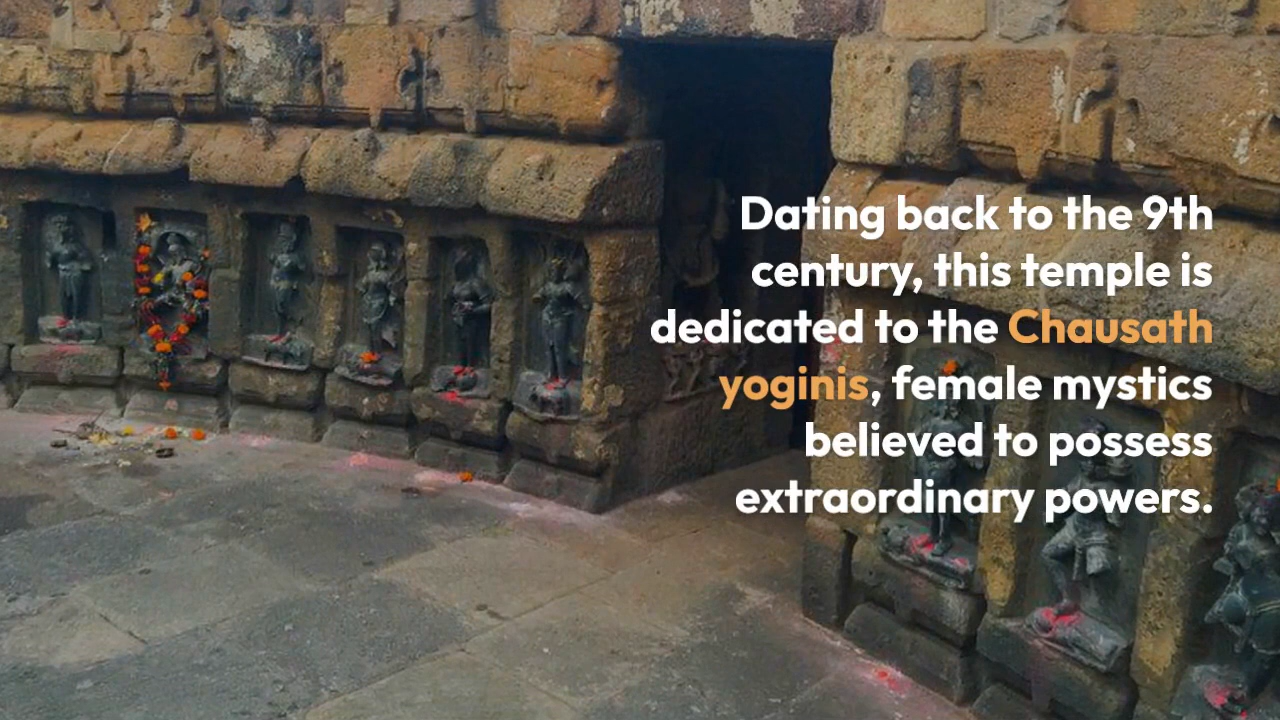 Dating back to the 9th
century, this temple is
dedicated to the Chausath
yoginis, female mystics
believed to possess
extraordinary powers.